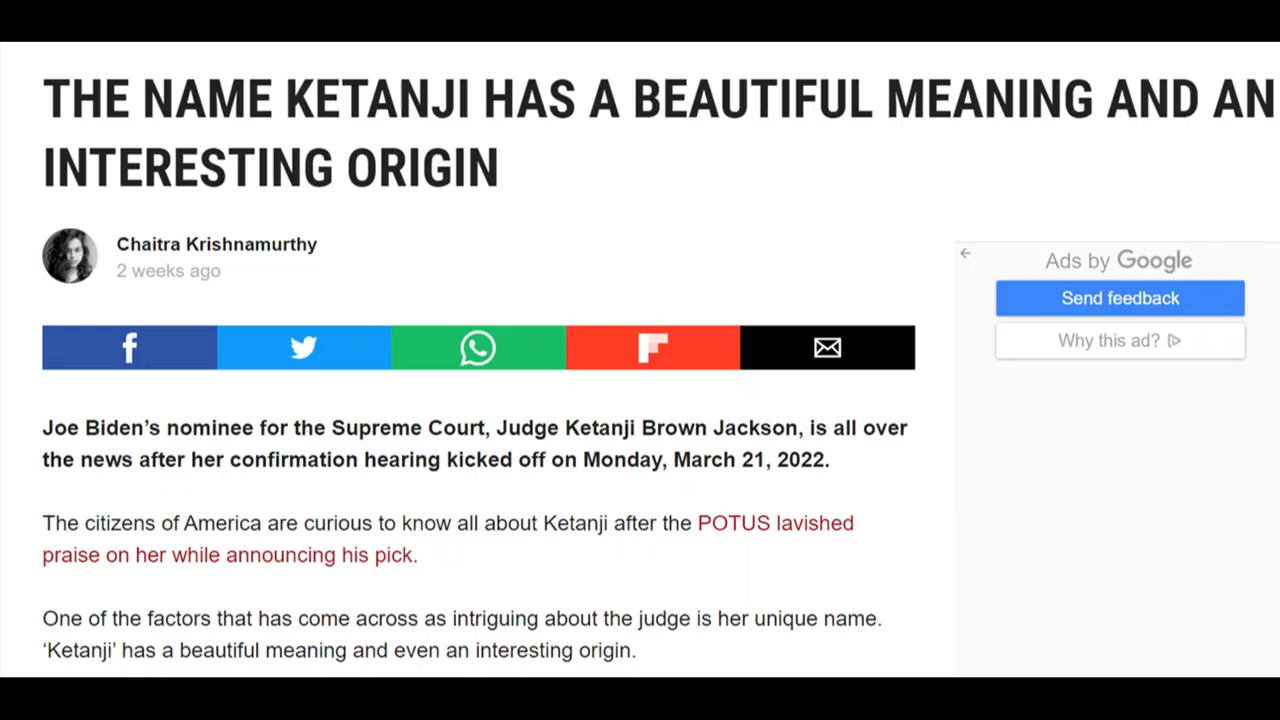 THE NAME KETANJI HAS A BEAUTIFUL MEANING AND AN
INTERESTING ORIGIN
Chaitra Krishnamurthy
2 weeks ago
Ads by Google
Send feedback
Why this ad?
Joe Biden’s nominee for the Supreme Court, Judge Ketanji Brown Jackson, is all over
the news after her confirmation hearing kicked off on Monday, March 21, 2022.
The citizens of America are curious to know all about Ketanji after the POTUS lavished
praise on her while announcing his pick.
One of the factors that has come across as intriguing about the judge is her unique name.
‘Ketanji’ has a beautiful meaning and even an interesting origin.